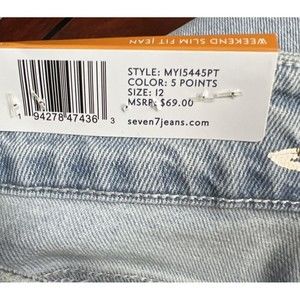 WEEKEND SLIM FIT JEAN
STYLE: MY15445PT
COLOR: 5 POINTS
SIZE: 12
MSRP: $69.00
1 94278 47436 3
seven7jeans.com